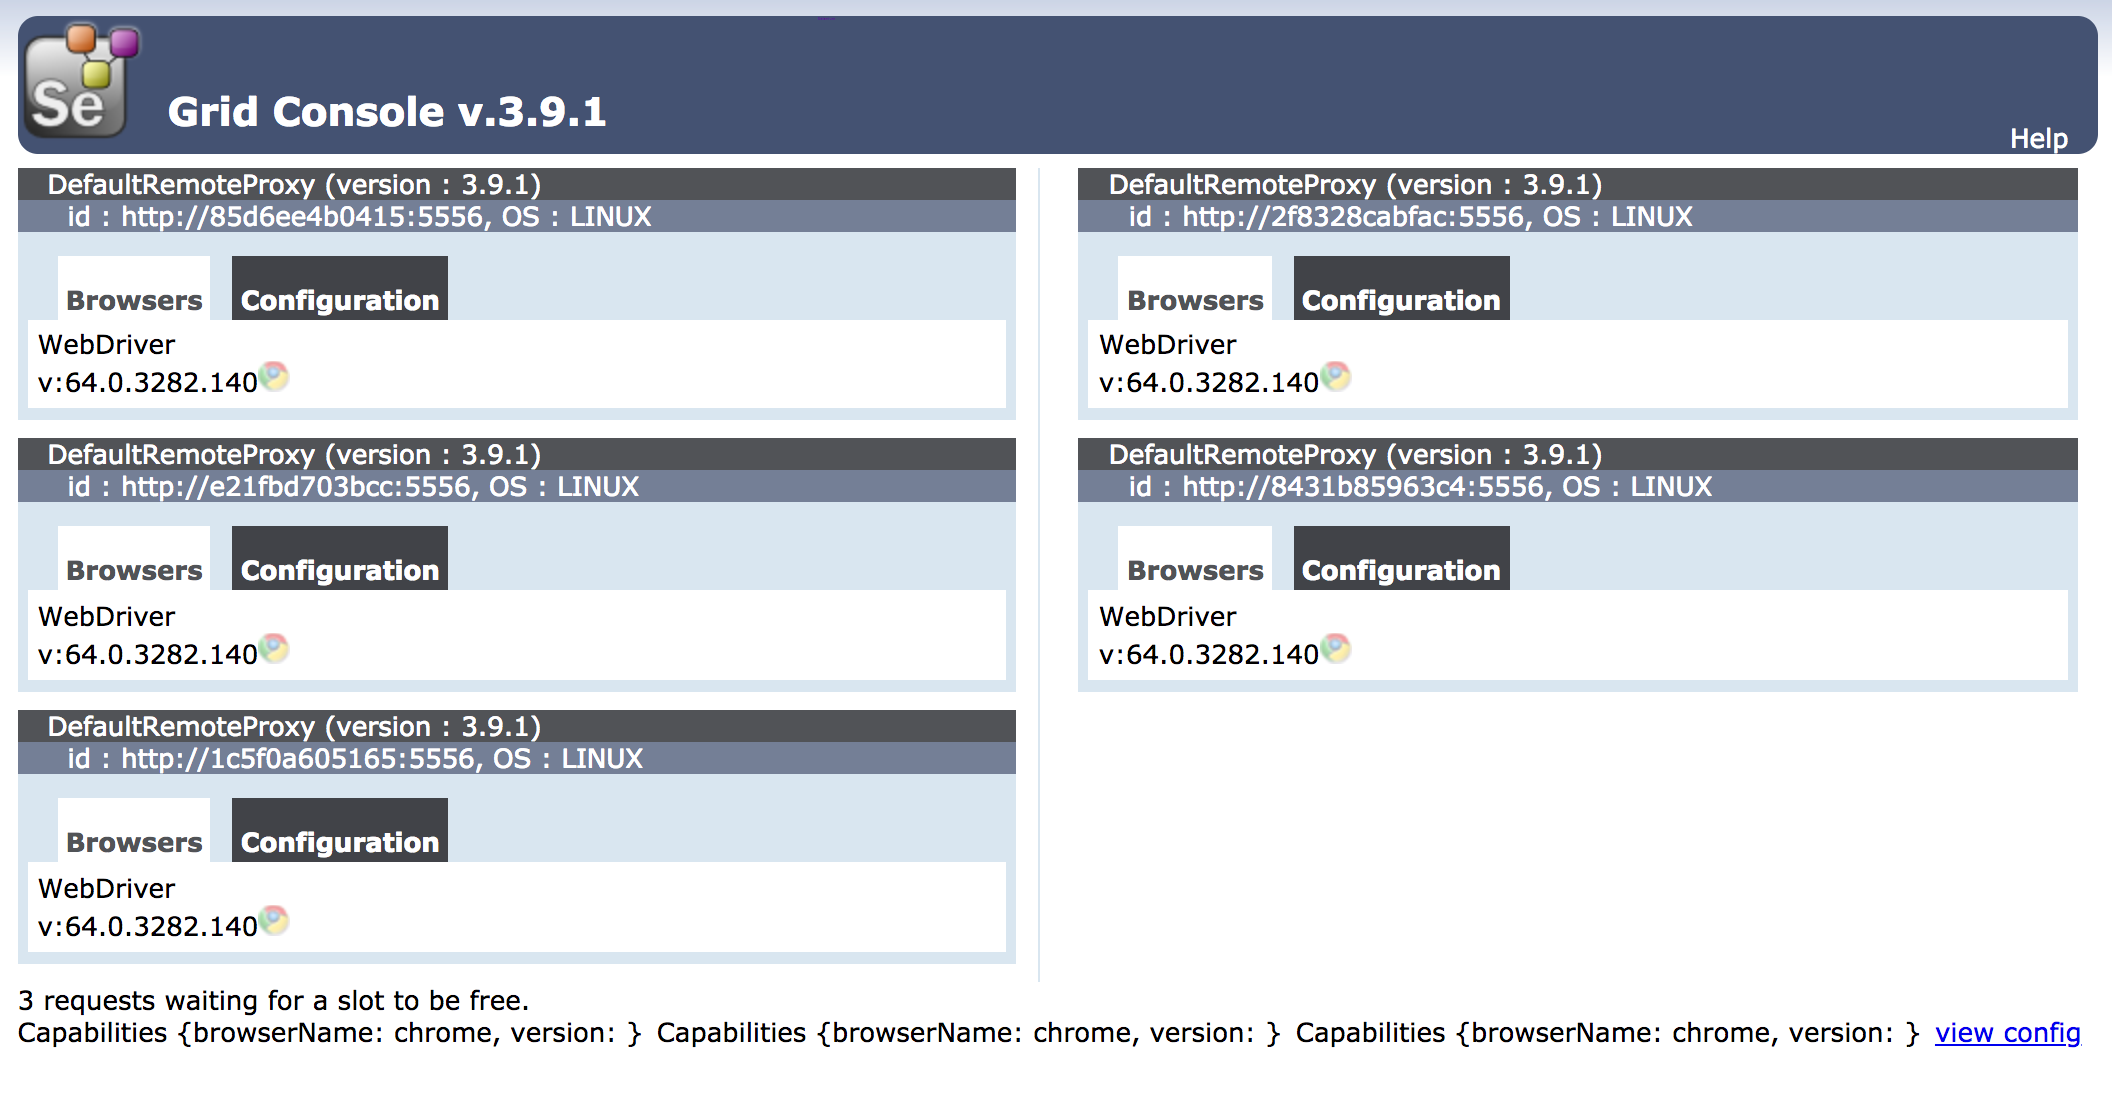 Se
Grid Console v.3.9.1
Help
DefaultRemoteProxy (version : 3.9.1)
id : http://85d6ee4b0415:5556, OS : LINUX
Browsers Configuration
WebDriver
v:64.0.3282.140
DefaultRemoteProxy (version : 3.9.1)
id : http://e21fbd703bcc:5556, OS : LINUX
Browsers Configuration
WebDriver
v:64.0.3282.140
DefaultRemoteProxy (version : 3.9.1)
id : http://1c5f0a605165:5556, OS : LINUX
Browsers Configuration
WebDriver
v:64.0.3282.140
DefaultRemoteProxy (version : 3.9.1)
id : http://2f8328cabfac:5556, OS : LINUX
Browsers Configuration
WebDriver
v:64.0.3282.140
DefaultRemoteProxy (version : 3.9.1)
id : http://8431b85963c4:5556, OS : LINUX
Browsers Configuration
WebDriver
v:64.0.3282.140
3 requests waiting for a slot to be free.
Capabilities {browserName: chrome, version: } Capabilities {browserName: chrome, version: } Capabilities {browserName: chrome, version: } view config